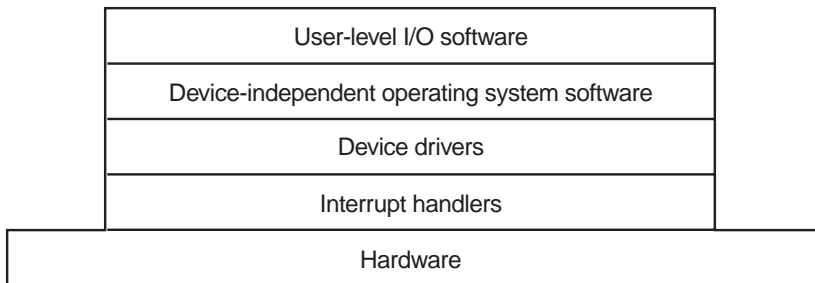 User-level I/O software
Device-independent operating system software
Device drivers
Interrupt handlers
Hardware